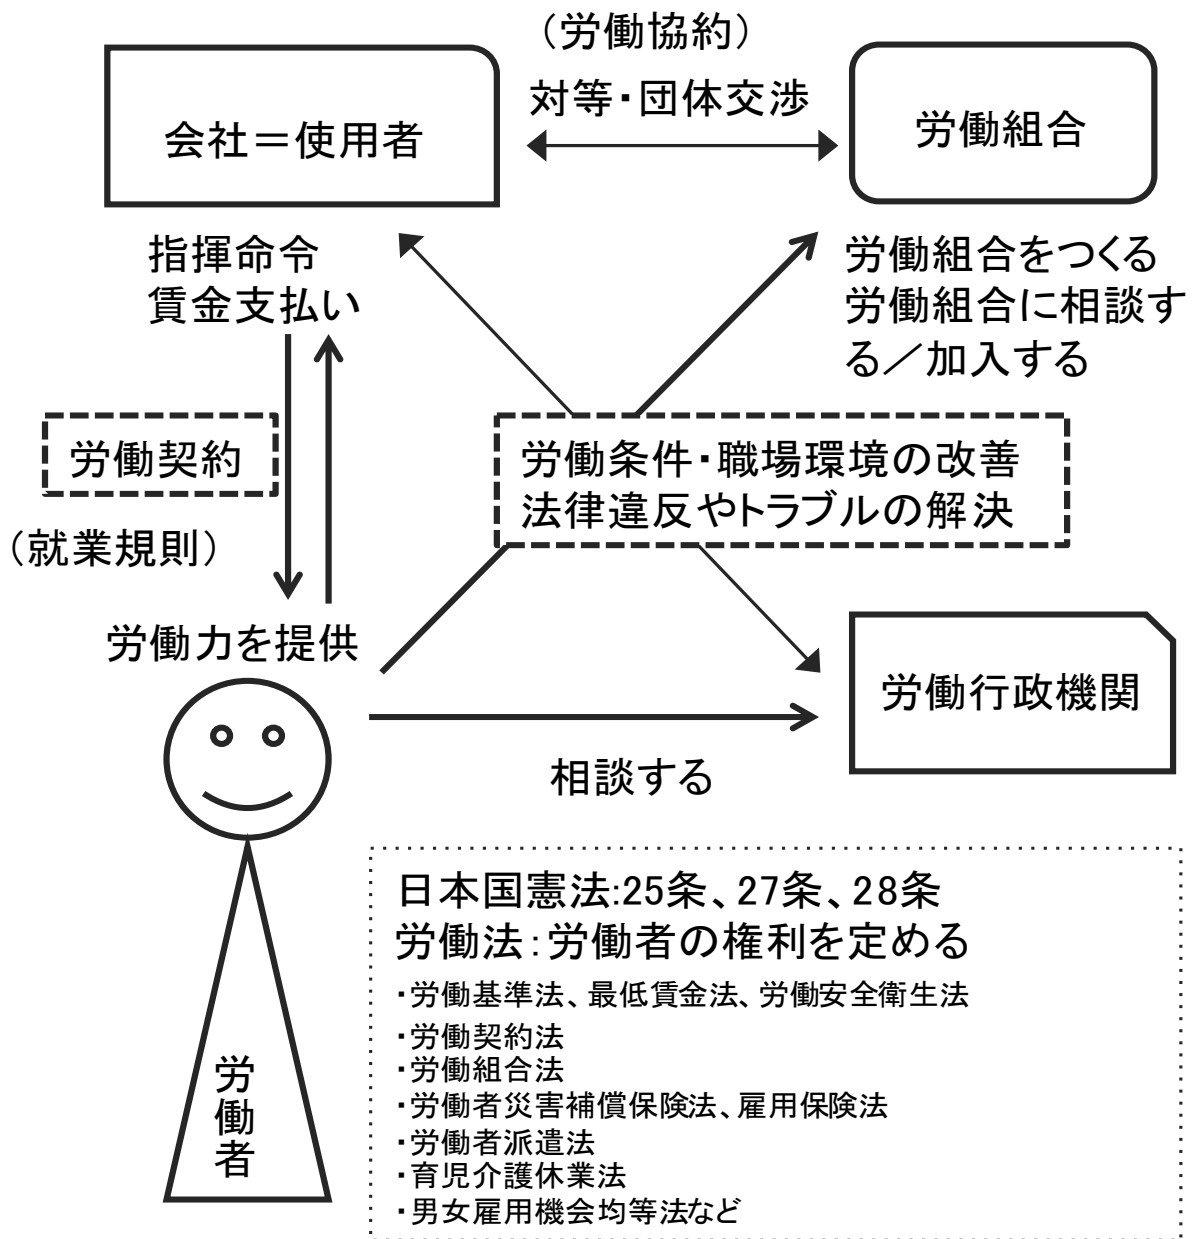 （労働協約）
対等・団体交渉
会社＝使用者
労働組合
指揮命令
賃金支払い
労働組合をつくる
労働組合に相談す
る／加入する
労働契約
（就業規則）
労働条件・職場環境の改善
法律違反やトラブルの解決
労働力を提供
労働行政機関
相談する
労働者
日本国憲法:25条、27条、28条
労働法：労働者の権利を定める
・労働基準法、最低賃金法、労働安全衛生法
・労働契約法
・労働組合法
・労働者災害補償保険法、雇用保険法
・労働者派遣法
・育児介護休業法
・男女雇用機会均等法など